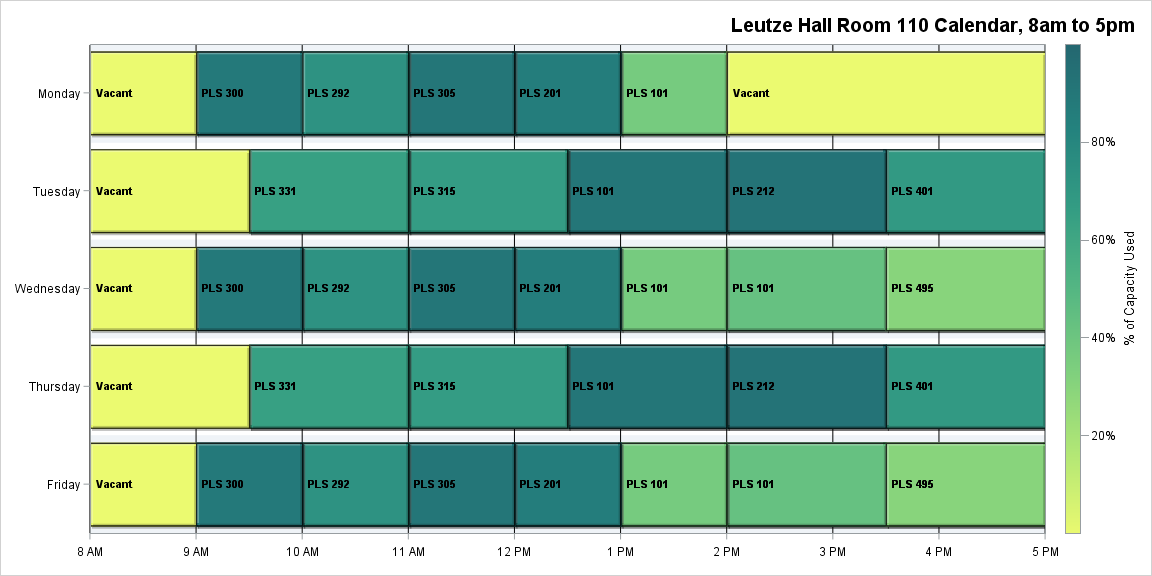 Leutze Hall Room 110 Calendar, 8am to 5pm
Monday
Vacant
PLS 300
PLS 292
PLS 305
PLS 201
PLS 101
Vacant
Tuesday
Vacant
PLS 331
PLS 315
PLS 101
PLS 212
PLS 401
Wednesday
Vacant
PLS 300
PLS 292
PLS 305
PLS 201
PLS 101
PLS 101
PLS 495
Thursday
Vacant
PLS 331
PLS 315
PLS 101
PLS 212
PLS 401
Friday
Vacant
PLS 300
PLS 292
PLS 305
PLS 201
PLS 101
PLS 101
PLS 495
8 AM
9 AM
10 AM
11 AM
12 PM
1 PM
2 PM
3 PM
4 PM
5 PM
80%
60%
40%
20%
% of Capacity Used